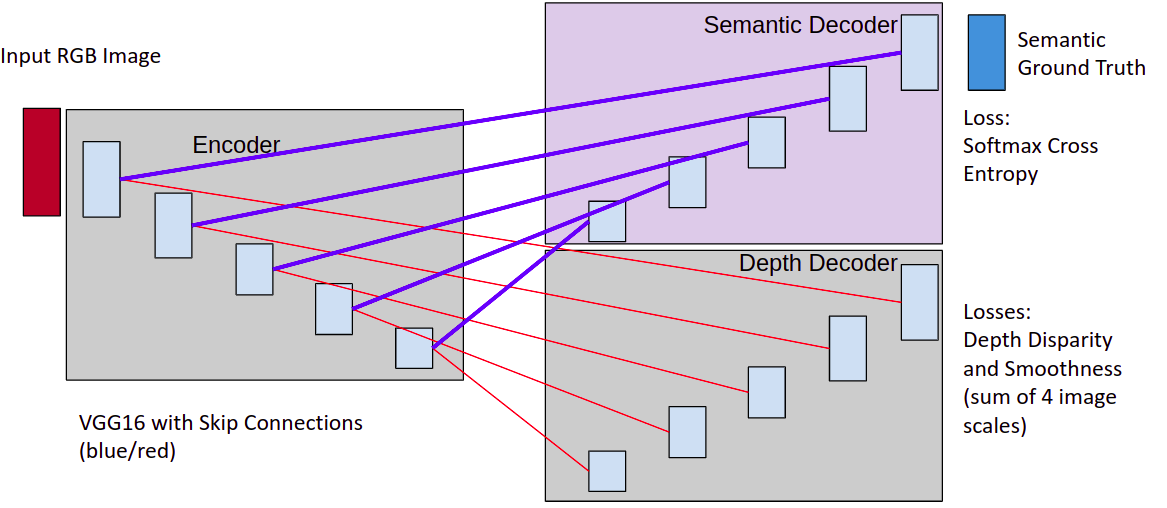 Input RGB Image
Encoder
VGG16 with Skip Connections
(blue/red)
Semantic Decoder
Depth Decoder
Semantic
Ground Truth
Loss:
Softmax Cross
Entropy
Losses:
Depth Disparity
and Smoothness
(sum of 4 image
scales)